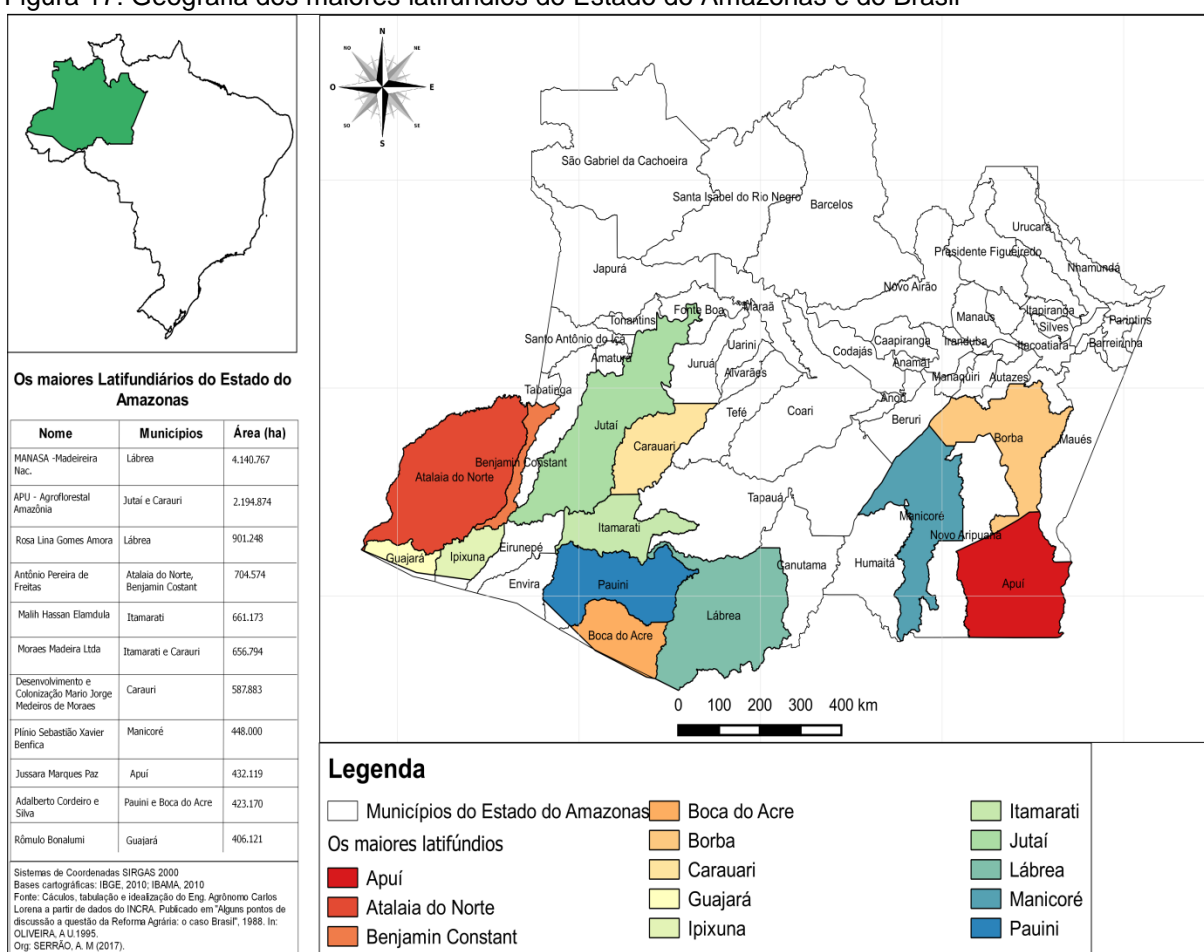 Figura 17: Geografia dos maiores latifúndios do Estado do Amazonas e do Brasil
N
NO
NE
O
E
SO
SE
S
São Gabriel da Cachoeira
Santa Isabel do Rio Negro
Barcelos
Urucará
Presidente Figueiredo
Nhamundá
Japurá
Novo Airão
Maraã
Fonte Boa
Tonantins
Manaus
Itapiranga
Silves
Parintins
Santo Antônio do Içá
Uarini
Codajás
Caapiranga
Iranduba
Itacoatiara
Barreirinha
Amaturá
Juruá
Alvarães
Anamã
Manaquiri
Autazes
Tabatinga
Anori
Tefé
Coari
Beruri
Jutaí
Carauari
Borba
Maués
Benjamin Constant
Atalaia do Norte
Tapauá
Manicoré
Itamarati
Novo Aripuanã
Eirunepé
Guajará
Ipixuna
Envira
Pauini
Canutama
Humaitá
Apuí
Lábrea
Boca do Acre
0 100 200 300 400 km
Os maiores Latifundiários do Estado do
Amazonas
Nome Municípios Área (ha)
MANASA -Madeireira
Nac.
Lábrea
4.140.767
APU - Agroflorestal
Amazônia
Jutaí e Carauri
2.194.874
Rosa Lina Gomes Amora
Lábrea
901.248
Antônio Pereira de
Freitas
Atalaia do Norte,
Benjamin Costant
704.574
Malih Hassan Elamdula
Itamarati
661.173
Moraes Madeira Ltda
Itamarati e Carauri
656.794
Desenvolvimento e
Colonização Mario Jorge
Medeiros de Moraes
Carauri
587.883
Plínio Sebastião Xavier
Benfica
Manicoré
448.000
Jussara Marques Paz
Apuí
432.119
Adalberto Cordeiro e
Silva
Pauini e Boca do Acre
423.170
Rômulo Bonalumi
Guajará
406.121
Sistemas de Coordenadas SIRGAS 2000
Bases cartográficas: IBGE, 2010; IBAMA, 2010
Fonte: Cáculos, tabulação e idealização do Eng. Agrônomo Carlos
Lorena a partir de dados do INCRA. Publicado em "Alguns pontos de
discussão a questão da Reforma Agrária: o caso Brasil", 1988. In:
OLIVEIRA, A U.1995.
Org: SERRÃO, A. M (2017).
Legenda
Municípios do Estado do Amazonas
Os maiores latifúndios
Apuí
Atalaia do Norte
Benjamin Constant
Boca do Acre
Borba
Carauari
Guajará
Ipixuna
Itamarati
Jutaí
Lábrea
Manicoré
Pauini